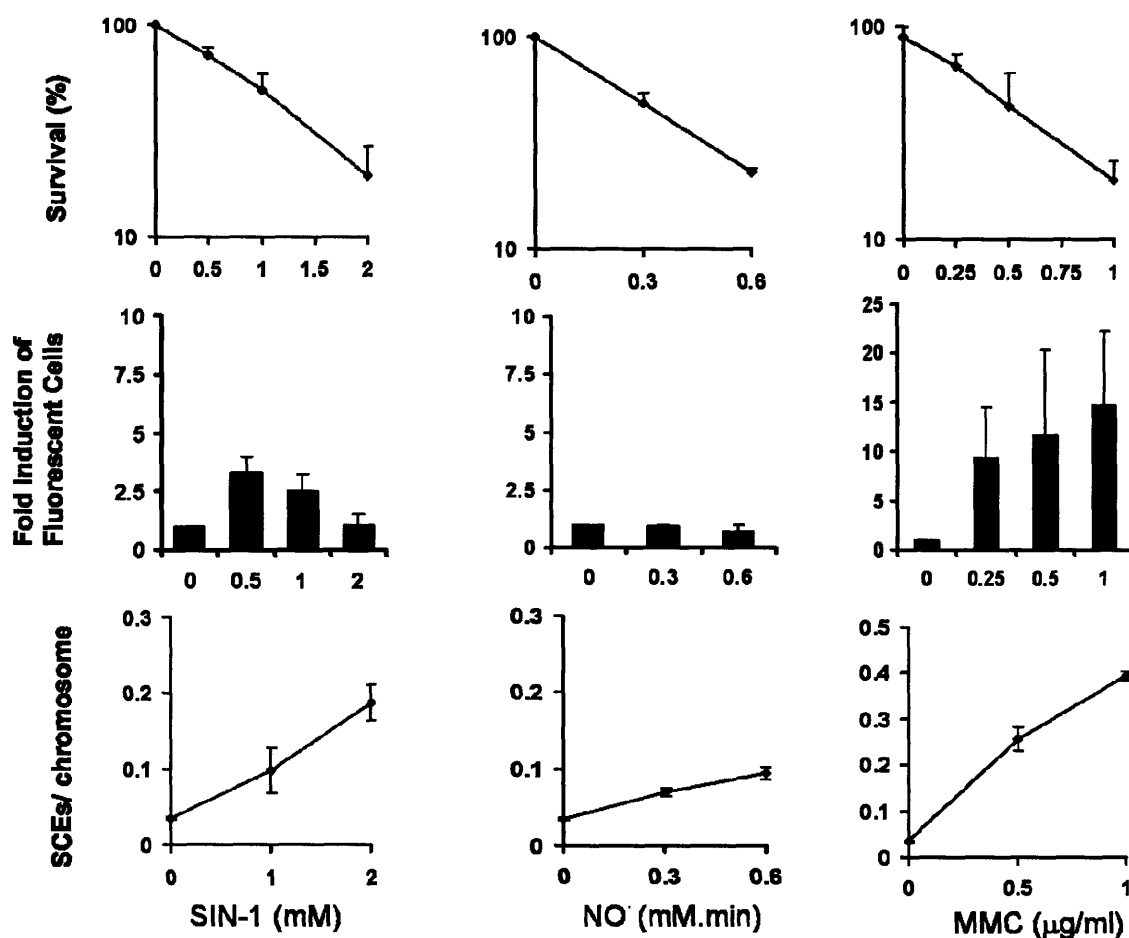 Survival (%)
100
10
0 0.5 1 1.5 2
100
10
0 0.3 0.6
100
10
0 0.25 0.5 0.75 1
Fold Induction of
Fluorescent Cells
10
7.5
5
2.5
0
0 0.5 1 2
10
7.5
5
2.5
0
0 0.3 0.6
25
20
15
10
5
0
0 0.25 0.5 1
SCEs/ chromosome
0.3
0.2
0.1
0
0 1 2
SIN-1 (mM)
0.3
0.2
0.1
0
0 0.3 0.6
NO˙ (mM.min)
0.5
0.4
0.3
0.2
0.1
0
0 0.5 1
MMC (µg/ml)